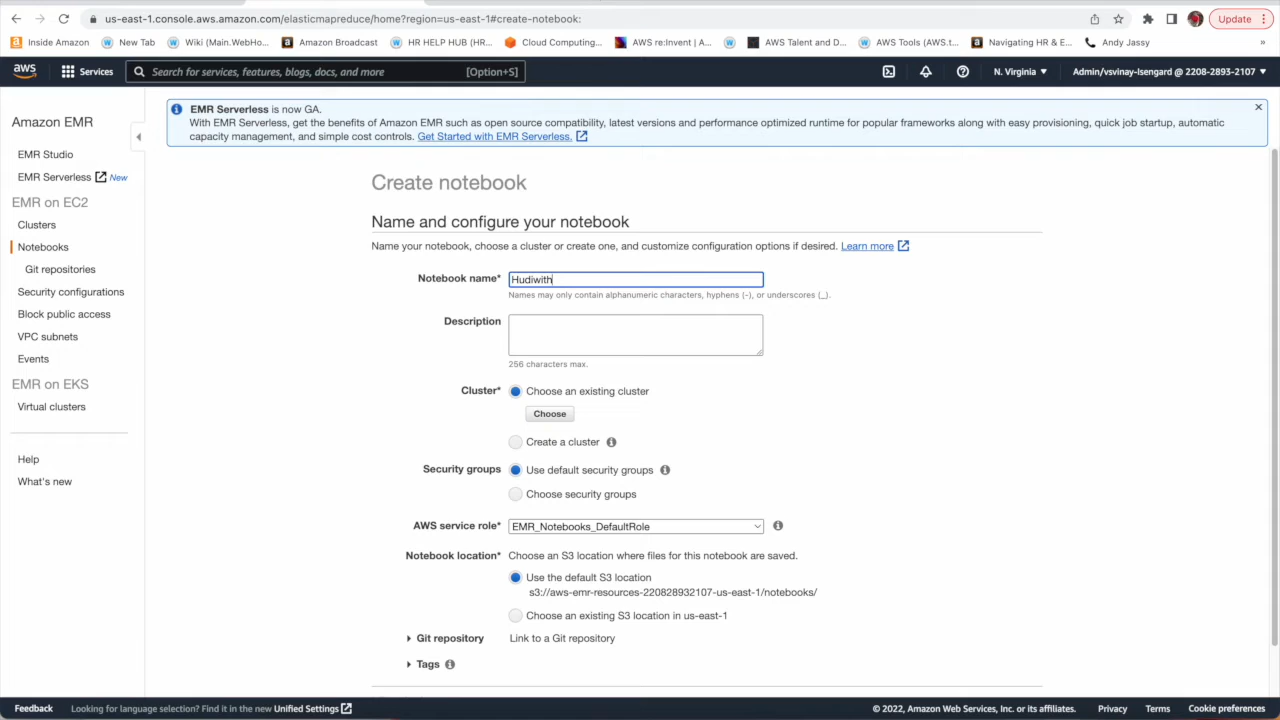 us-east-1.console.aws.amazon.com/elasticmapreduce/home?region=us-east-1#create-notebook:
Update
Inside Amazon
New Tab
Wiki (Main.WebHo...
Amazon Broadcast
HR HELP HUB (HR...
Cloud Computing...
AWS re:Invent | A...
AWS Talent and D...
AWS Tools (AWS.t...
Navigating HR & E...
Andy Jassy
»
aws
Services
Search for services, features, blogs, docs, and more
[Option+S]
N. Virginia
Admin/vsvinay-Isengard @ 2208-2893-2107
Amazon EMR
EMR Studio
EMR Serverless New
EMR on EC2
Clusters
Notebooks
Git repositories
Security configurations
Block public access
VPC subnets
Events
EMR on EKS
Virtual clusters
Help
What's new
EMR Serverless is now GA.
With EMR Serverless, get the benefits of Amazon EMR such as open source compatibility, latest versions and performance optimized runtime for popular frameworks along with easy provisioning, quick job startup, automatic
capacity management, and simple cost controls. Get Started with EMR Serverless.
Create notebook
Name and configure your notebook
Name your notebook, choose a cluster or create one, and customize configuration options if desired. Learn more
Notebook name* Hudiwith
Names may only contain alphanumeric characters, hyphens (-), or underscores (_).
Description
256 characters max.
Cluster* Choose an existing cluster
Choose
Create a cluster
Security groups Use default security groups
Choose security groups
AWS service role* EMR_Notebooks_DefaultRole
Notebook location* Choose an S3 location where files for this notebook are saved.
Use the default S3 location
s3://aws-emr-resources-220828932107-us-east-1/notebooks/
Choose an existing S3 location in us-east-1
Git repository Link to a Git repository
Tags
Feedback
Looking for language selection? Find it in the new Unified Settings
© 2022, Amazon Web Services, Inc. or its affiliates.
Privacy
Terms
Cookie preferences